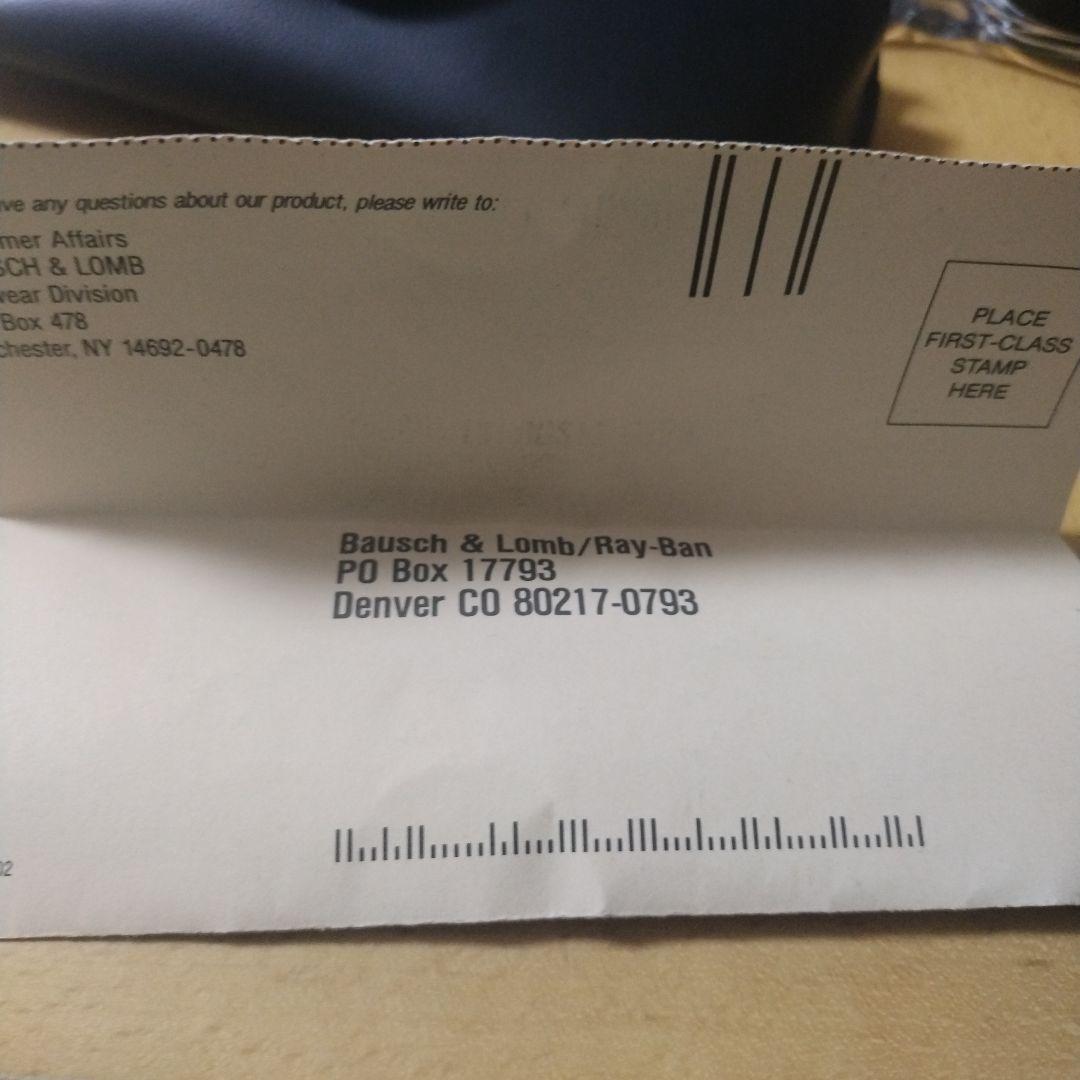 ve any questions about our product, please write to:
mer Affairs
SCH & LOMB
wear Division
Box 478
chester, NY 14692-0478
PLACE
FIRST-CLASS
STAMP
HERE
Bausch & Lomb/Ray-Ban
PO Box 17793
Denver CO 80217-0793
02